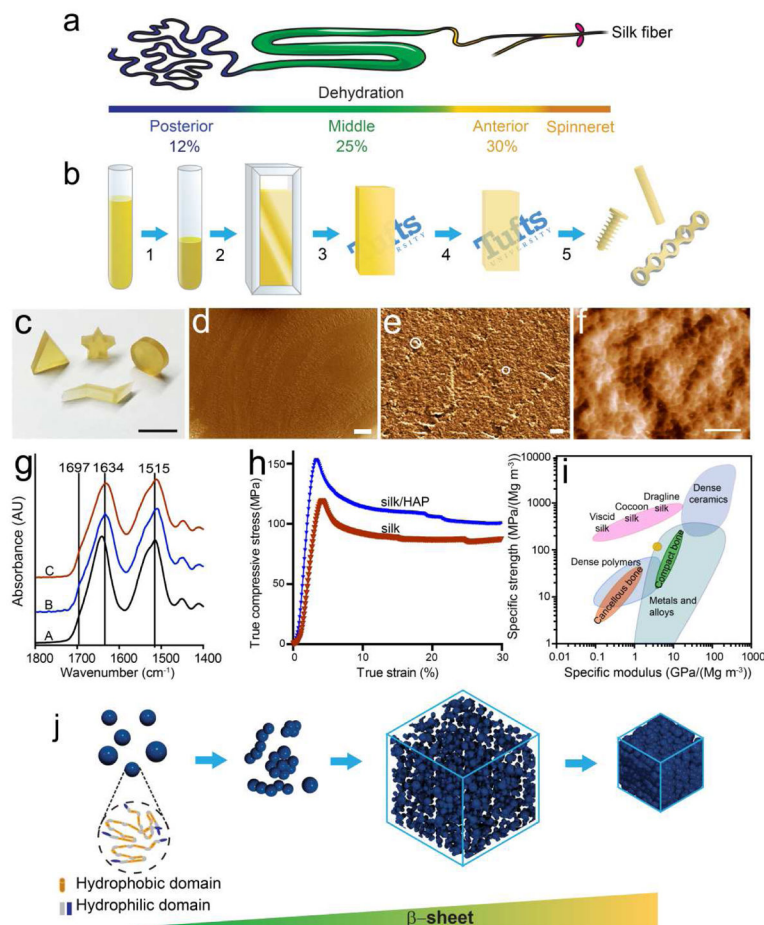 a
Silk fiber
Dehydration
Posterior
12%
Middle
25%
Anterior
30%
Spinneret
b
1
2
3
4
5
Tufts
UNIVERSITY
Tufts
UNIVERSITY
c
d
e
f
g
1697 1634 1515
C
B
A
Absorbance (AU)
1800 1700 1600 1500 1400
Wavenumber (cm-1)
h
150
100
50
0
silk/HAP
silk
True compressive stress (MPa)
0 10 20 30
True strain (%)
i
10000
1000
100
10
1
Specific strength (MPa/(Mg m-3))
Viscid silk
Cocoon silk
Dragline silk
Dense ceramics
Dense polymers
Cancellous bone
Compact bone
Metals and alloys
0.01 0.1 1 10 100 1000
Specific modulus (GPa/(Mg m-3))
j
Hydrophobic domain
Hydrophilic domain
β-sheet